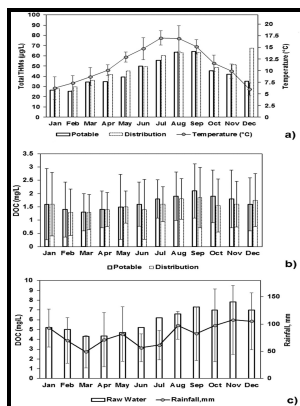 Total THMs (µg/L)
70
60
50
40
30
20
10
0
20
17.5
15
12.5
10
7.5
5
2.5
0
Temperature (°C)
Jan Feb Mar Apr May Jun Jul Aug Sep Oct Nov Dec
Potable Distribution Temperature (°C)
a)
DOC (mg/L)
3.5
3
2.5
2
1.5
1
0.5
0
Jan Feb Mar Apr May Jun Jul Aug Sep Oct Nov Dec
Potable Distribution
b)
DOC (mg/L)
10
9
8
7
6
5
4
3
2
1
0
150
100
50
0
Rainfall, mm
Jan Feb Mar Apr May Jun Jul Aug Sep Oct Nov Dec
Raw Water Rainfall,mm
c)